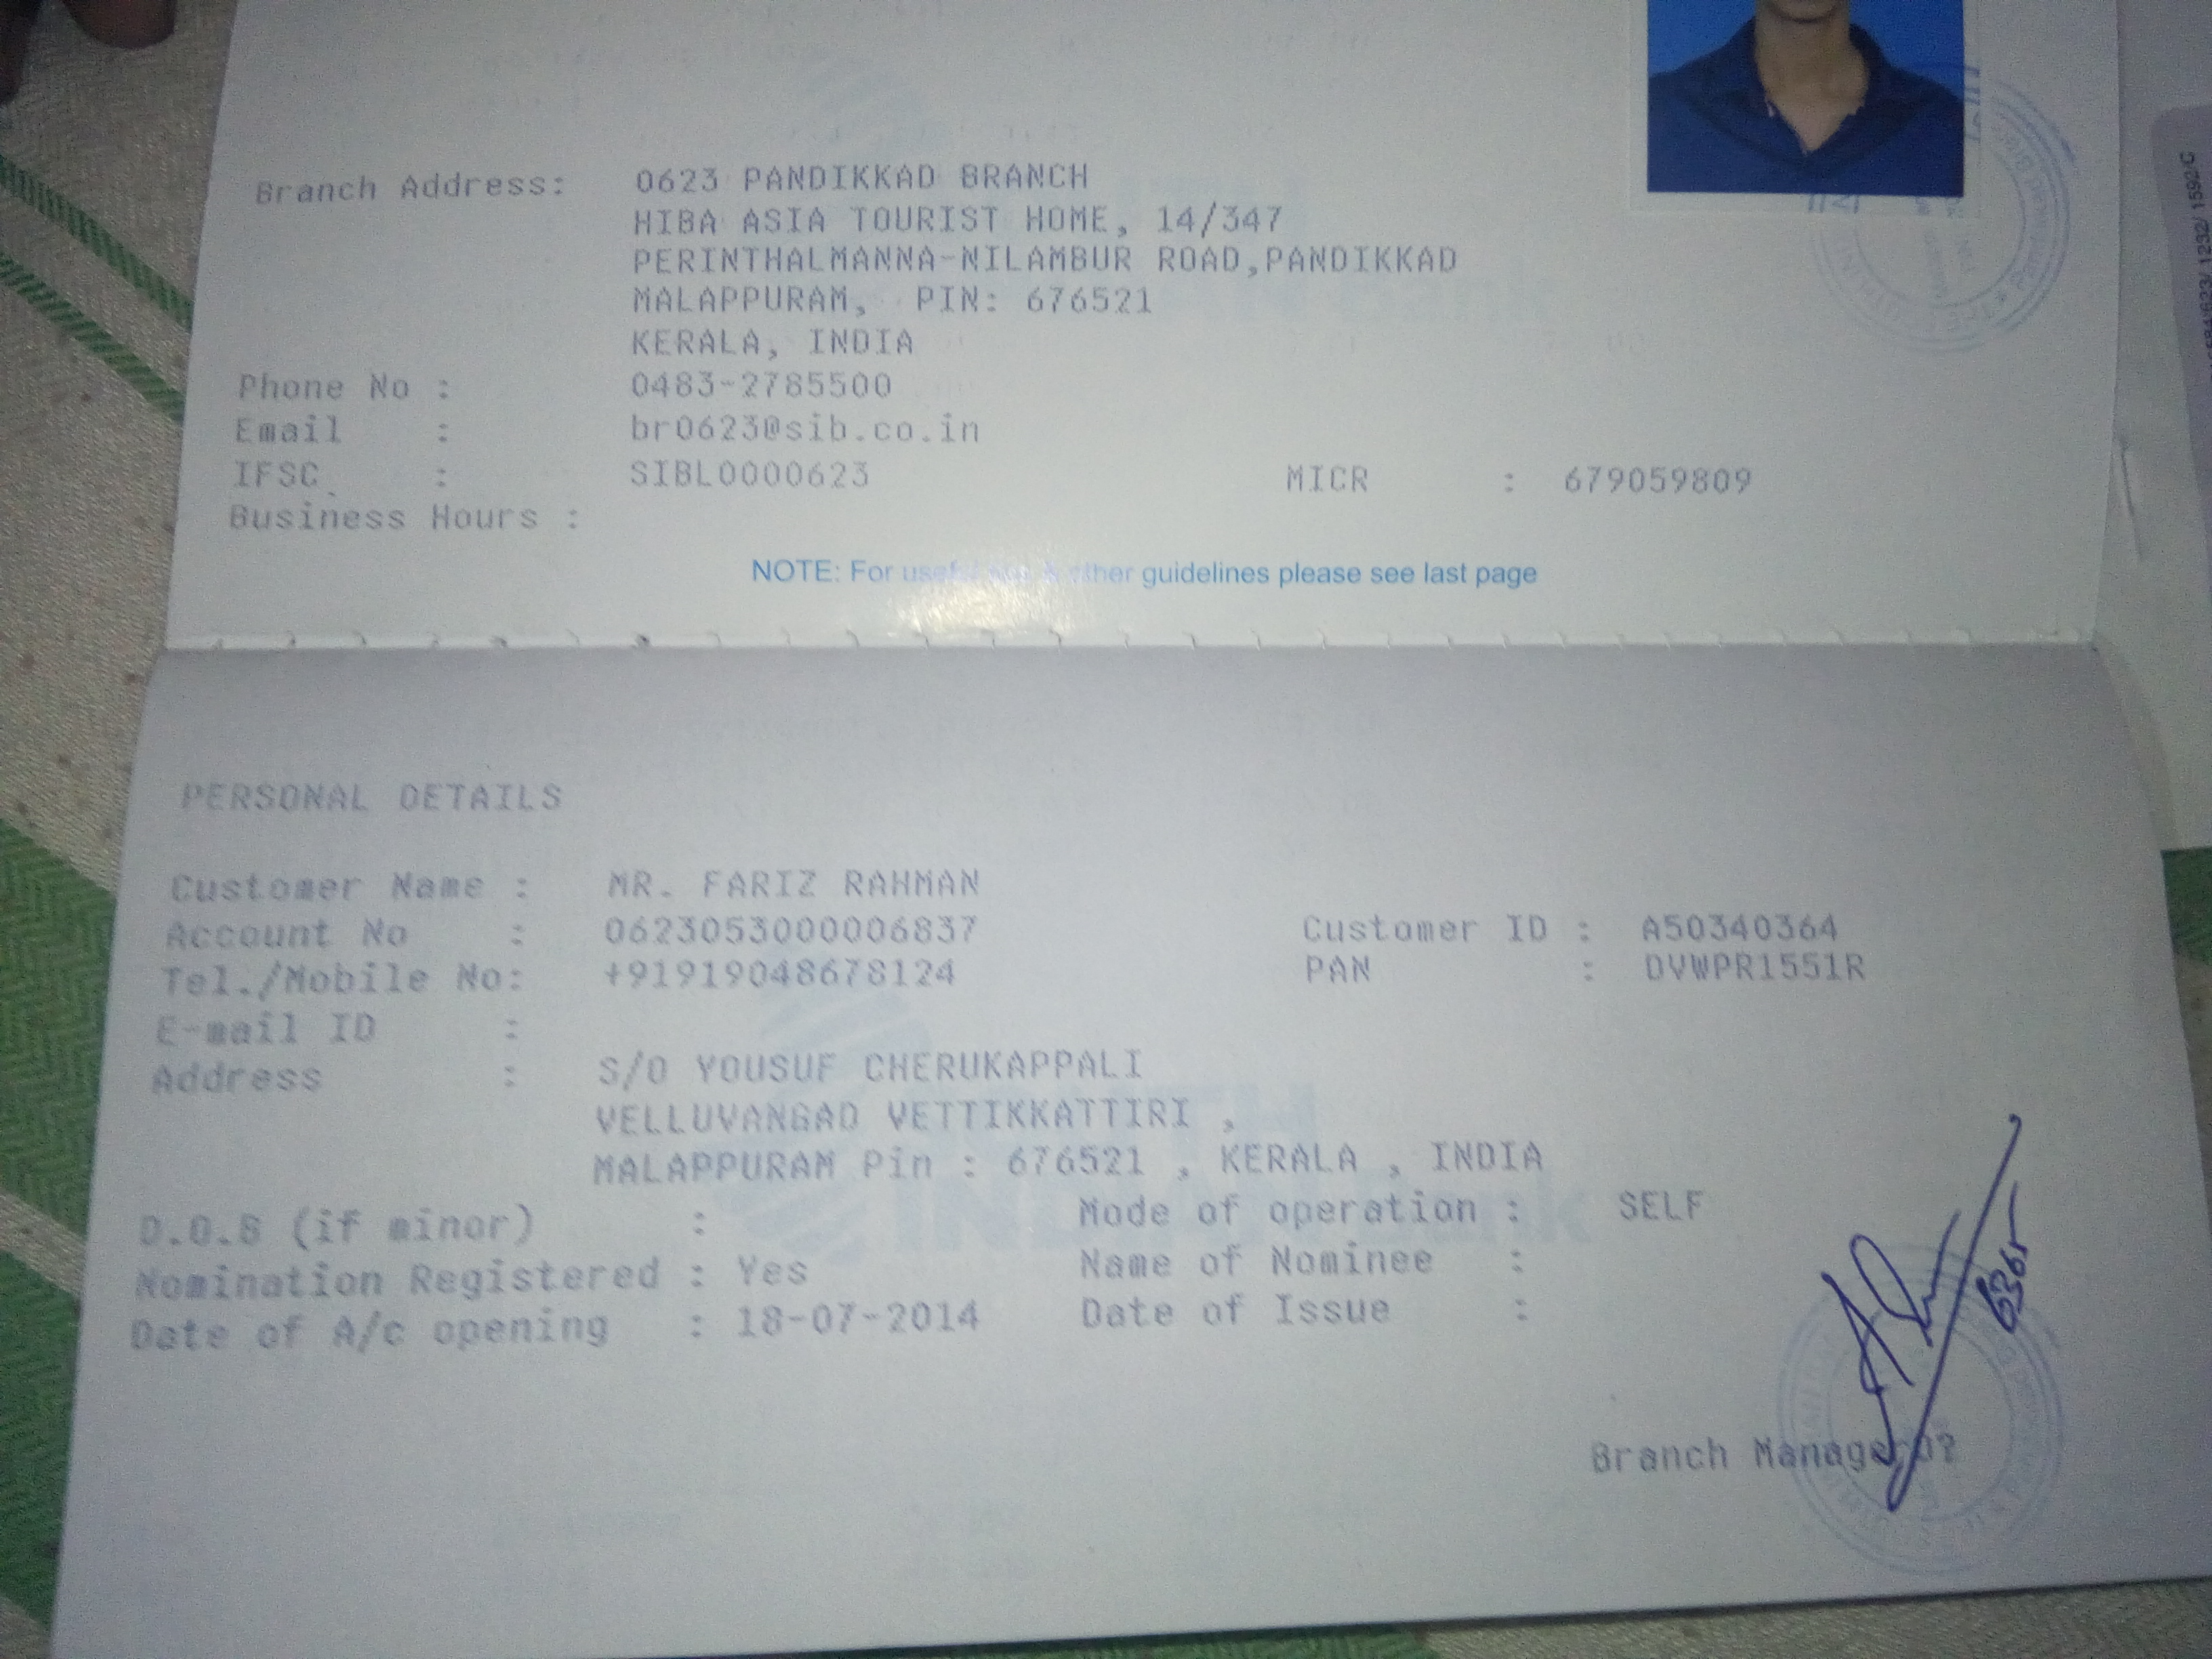 Branch Address: 0623 PANDIKKAD BRANCH
HIBA ASIA TOURIST HOME, 14/347
PERINTHALMANNA-NILAMBUR ROAD,PANDIKKAD
MALAPPURAM, PIN: 676521
KERALA, INDIA
Phone No : 0483-2785500
Email : br0623@sib.co.in
IFSC : SIBL0000623 MICR : 679059809
Business Hours :
NOTE: For useful tips & other guidelines please see last page
PERSONAL DETAILS
Customer Name : MR. FARIZ RAHMAN
Account No : 0623053000006837 Customer ID : A50340364
Tel./Mobile No: +91919048678124 PAN : DVWPR1551R
E-mail ID :
Address : S/O YOUSUF CHERUKAPPALI
VELLUVANGAD VETTIKKATTIRI ,
MALAPPURAM Pin : 676521 , KERALA , INDIA
D.O.B (if minor) : Mode of operation : SELF
Nomination Registered : Yes Name of Nominee :
Date of A/c opening : 18-07-2014 Date of Issue :
Branch Manager